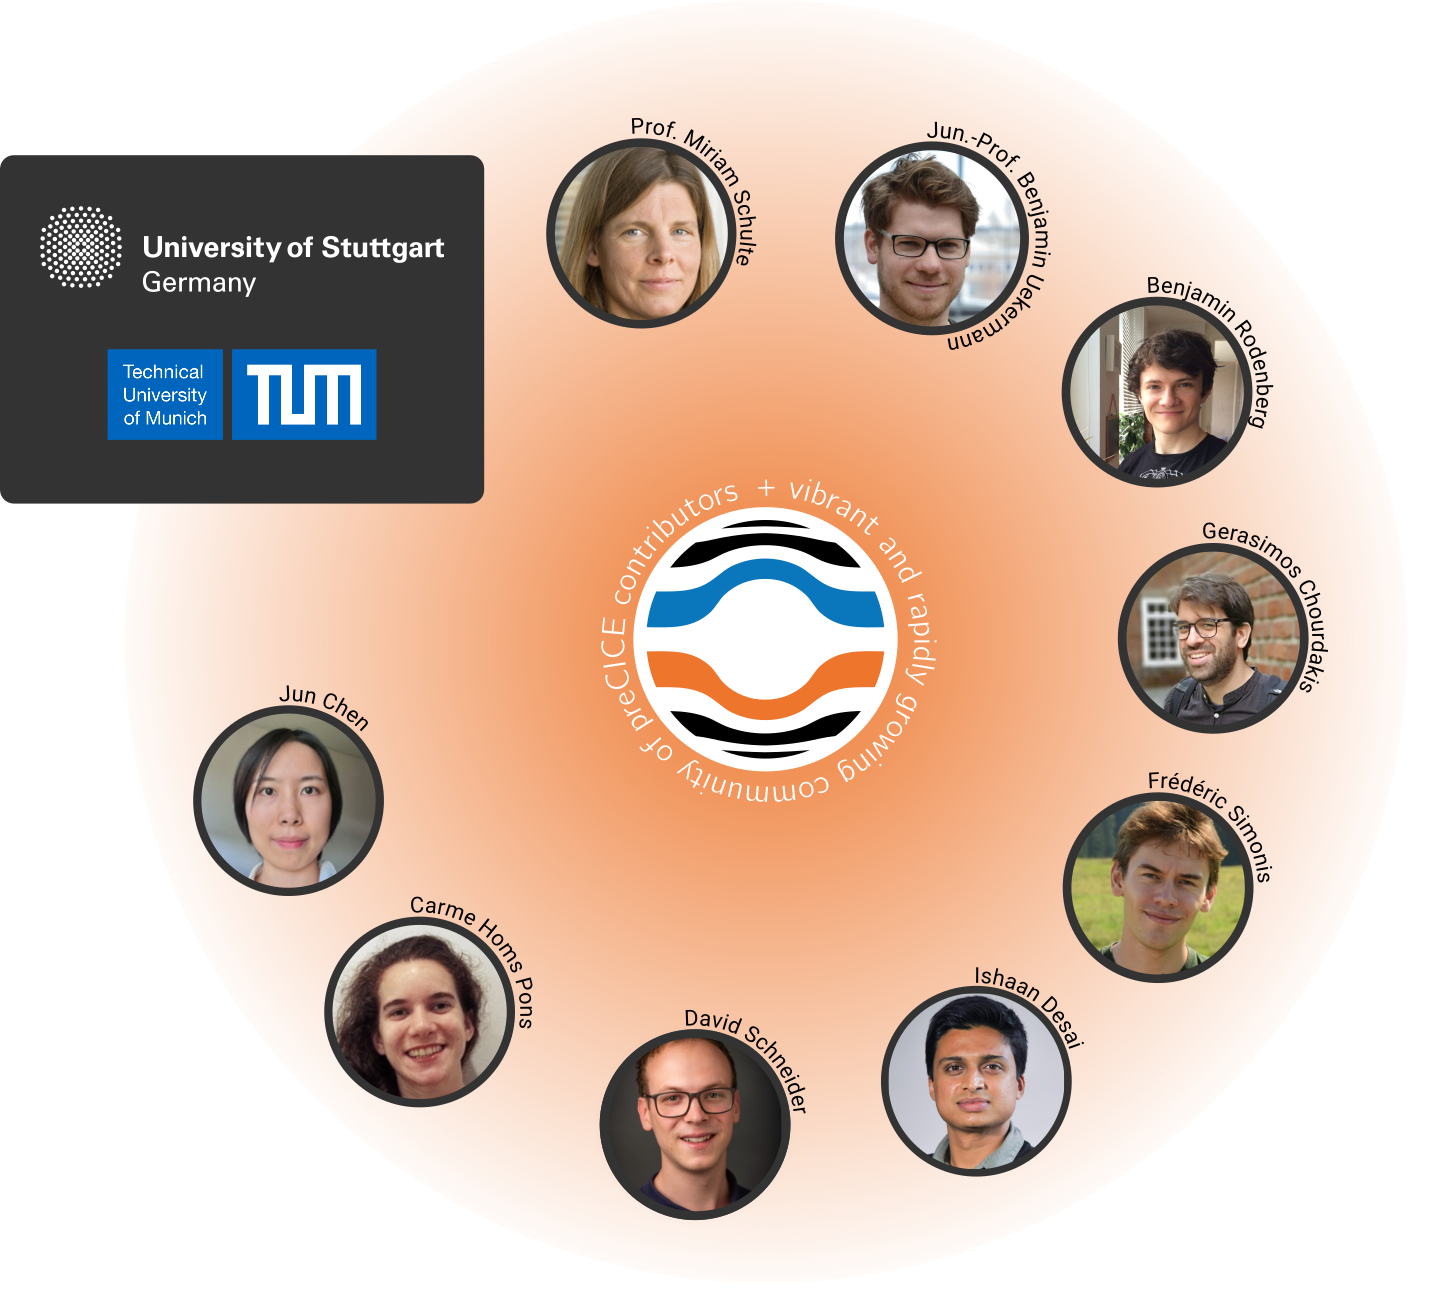 University of Stuttgart
Germany
Technical
University
of Munich
TUM
Prof. Miriam Schulte
Jun.-Prof. Benjamin Uekermann
Benjamin Rodenberg
Gerasimos Chourdakis
Frédéric Simonis
Ishaan Desai
David Schneider
Carme Homs Pons
Jun Chen
+ vibrant and rapidly growing community of preCICE contributors